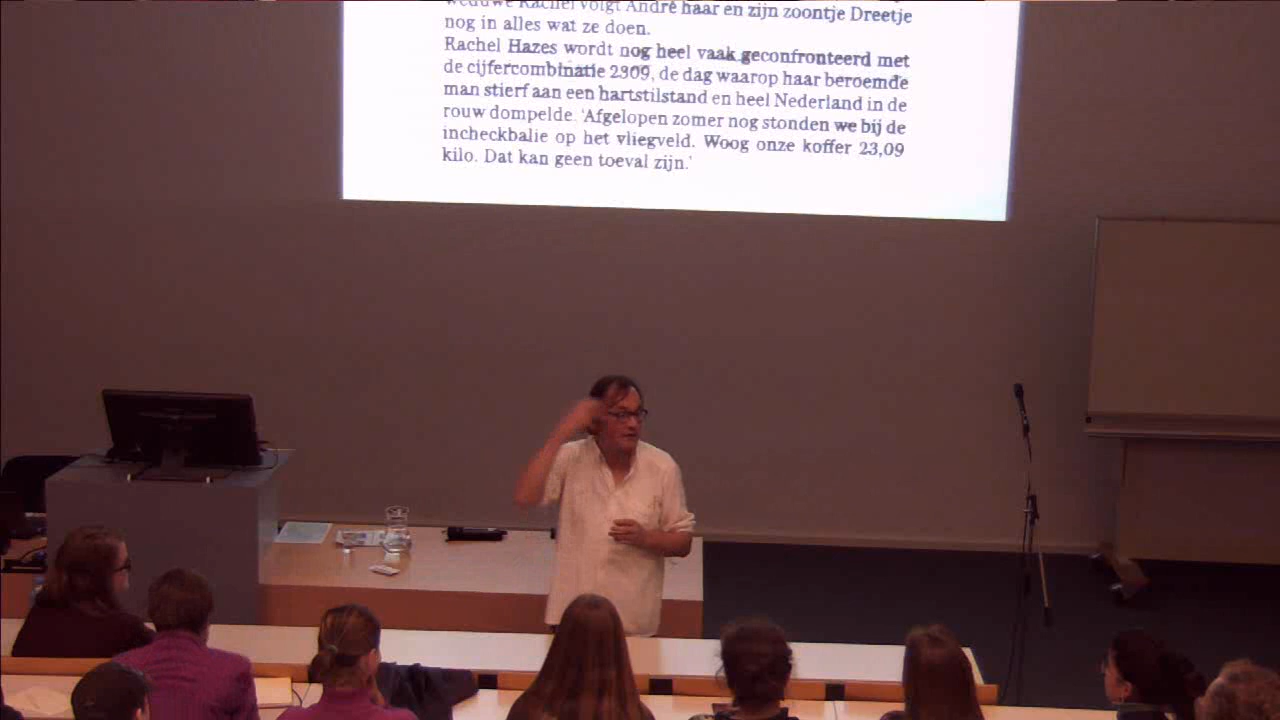 weduwe Rachel volgt André haar en zijn zoontje Dreetje
nog in alles wat ze doen.
Rachel Hazes wordt nog heel vaak geconfronteerd met
de cijfercombinatie 2309, de dag waarop haar beroemde
man stierf aan een hartstilstand en heel Nederland in de
rouw dompelde. 'Afgelopen zomer nog stonden we bij de
incheckbalie op het vliegveld. Woog onze koffer 23,09
kilo. Dat kan geen toeval zijn.'